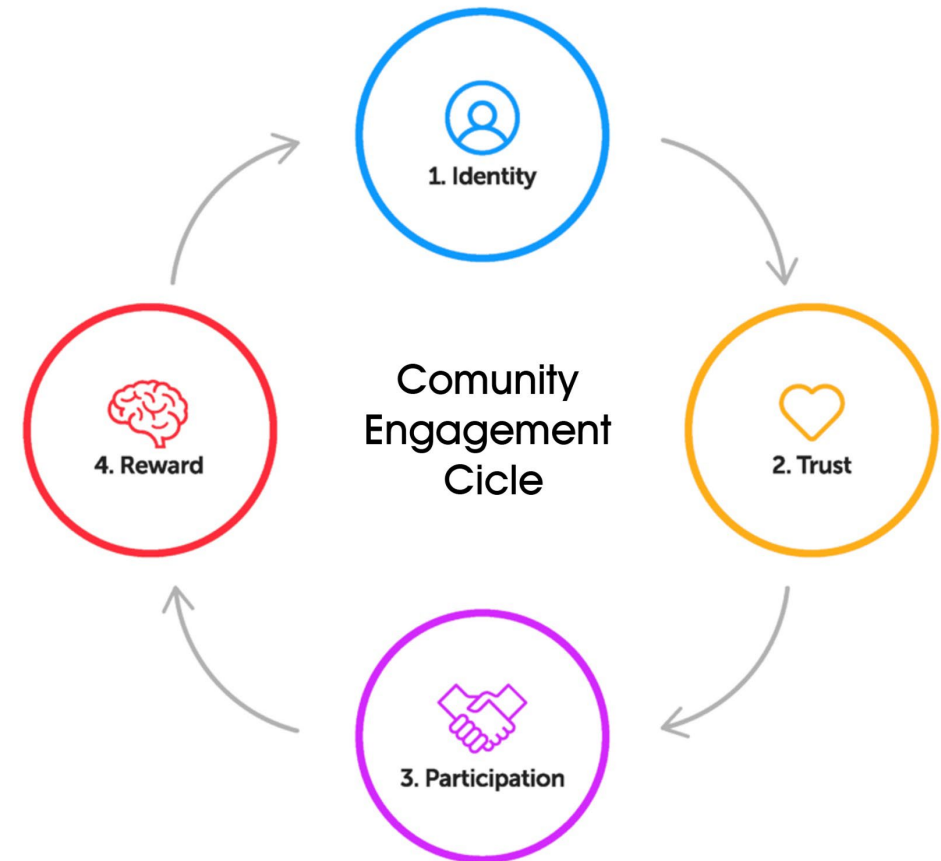 1. Identity
Comunity
Engagement
Cicle
4. Reward
2. Trust
3. Participation